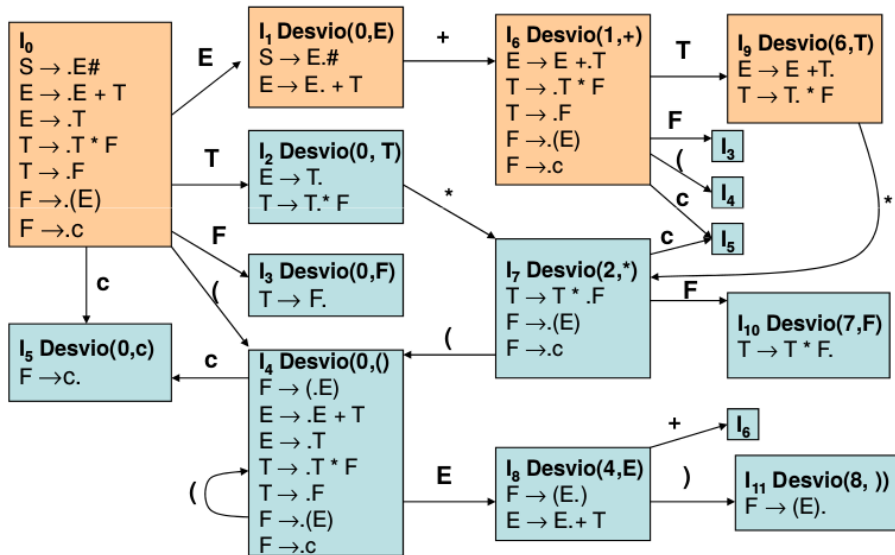 I0
S → .E#
E → .E + T
E → .T
T → .T * F
T → .F
F → .(E)
F → .c
E
I1 Desvio(0,E)
S → E.#
E → E. + T
+
I6 Desvio(1,+)
E → E +.T
T → .T * F
T → .F
F → .(E)
F → .c
T
I9 Desvio(6,T)
E → E +T.
T → T. * F
T
I2 Desvio(0, T)
E → T.
T → T.* F
*
F
I3
(
I4
c
I5
*
F
I3 Desvio(0,F)
T → F.
(
c
I5 Desvio(0,c)
F →c.
c
I7 Desvio(2,*)
T → T * .F
F → .(E)
F → .c
c
F
I10 Desvio(7,F)
T → T * F.
(
I4 Desvio(0,()
F → (.E)
E → .E + T
E → .T
T → .T * F
T → .F
F → .(E)
F → .c
(
E
I8 Desvio(4,E)
F → (E.)
E → E.+ T
+
I6
)
I11 Desvio(8, ))
F → (E).